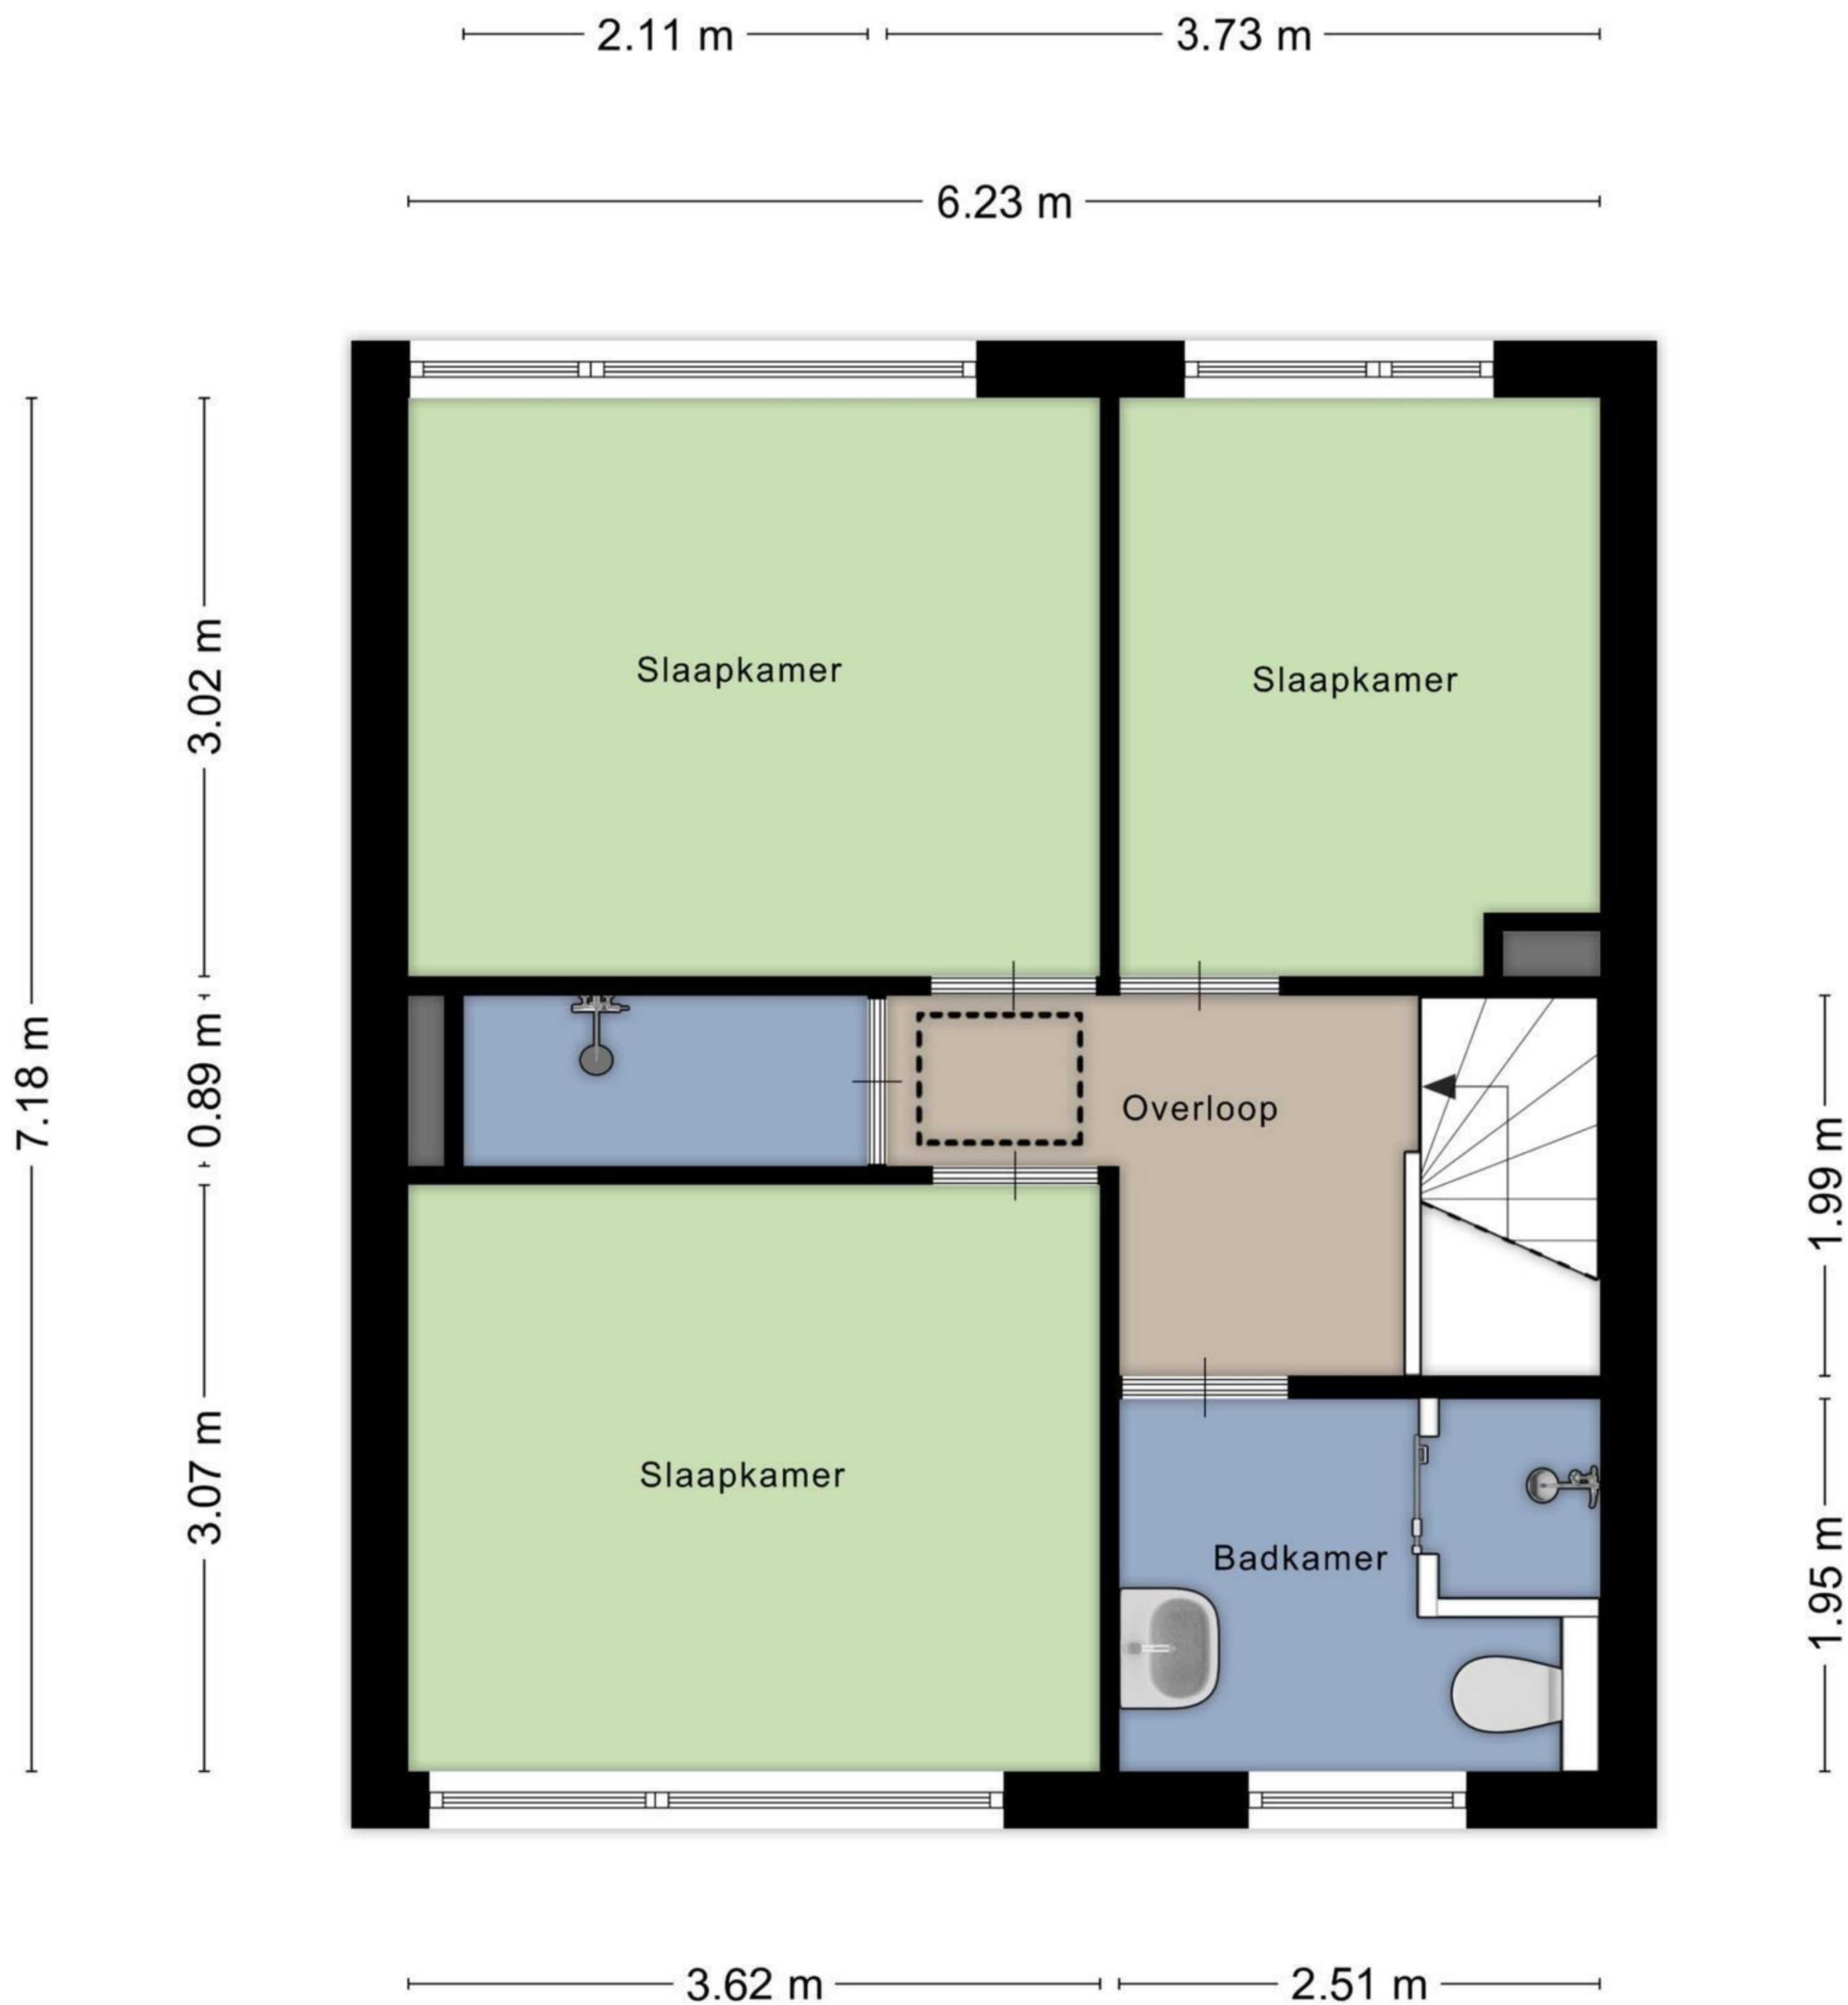 2.11 m 3.73 m
6.23 m
3.02 m
Slaapkamer
Slaapkamer
7.18 m
0.89 m
Overloop
1.99 m
3.07 m
Slaapkamer
Badkamer
1.95 m
3.62 m 2.51 m